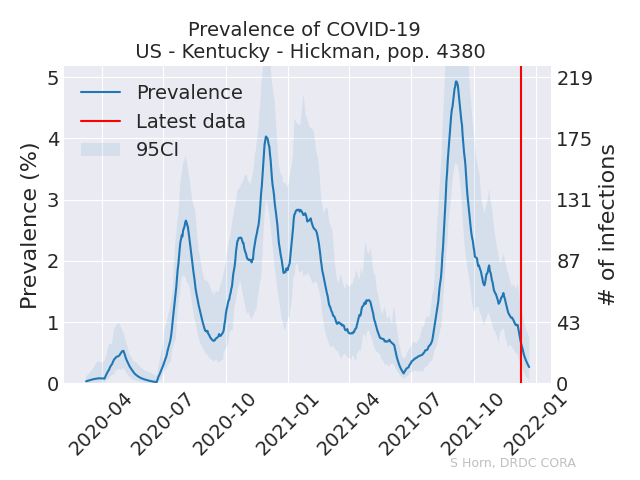 Prevalence of COVID-19
US - Kentucky - Hickman, pop. 4380
Prevalence
Latest data
95CI
Prevalence (%)
5
4
3
2
1
0
219
175
131
87
43
0
# of infections
2020-04
2020-07
2020-10
2021-01
2021-04
2021-07
2021-10
2022-01
S Horn, DRDC CORA